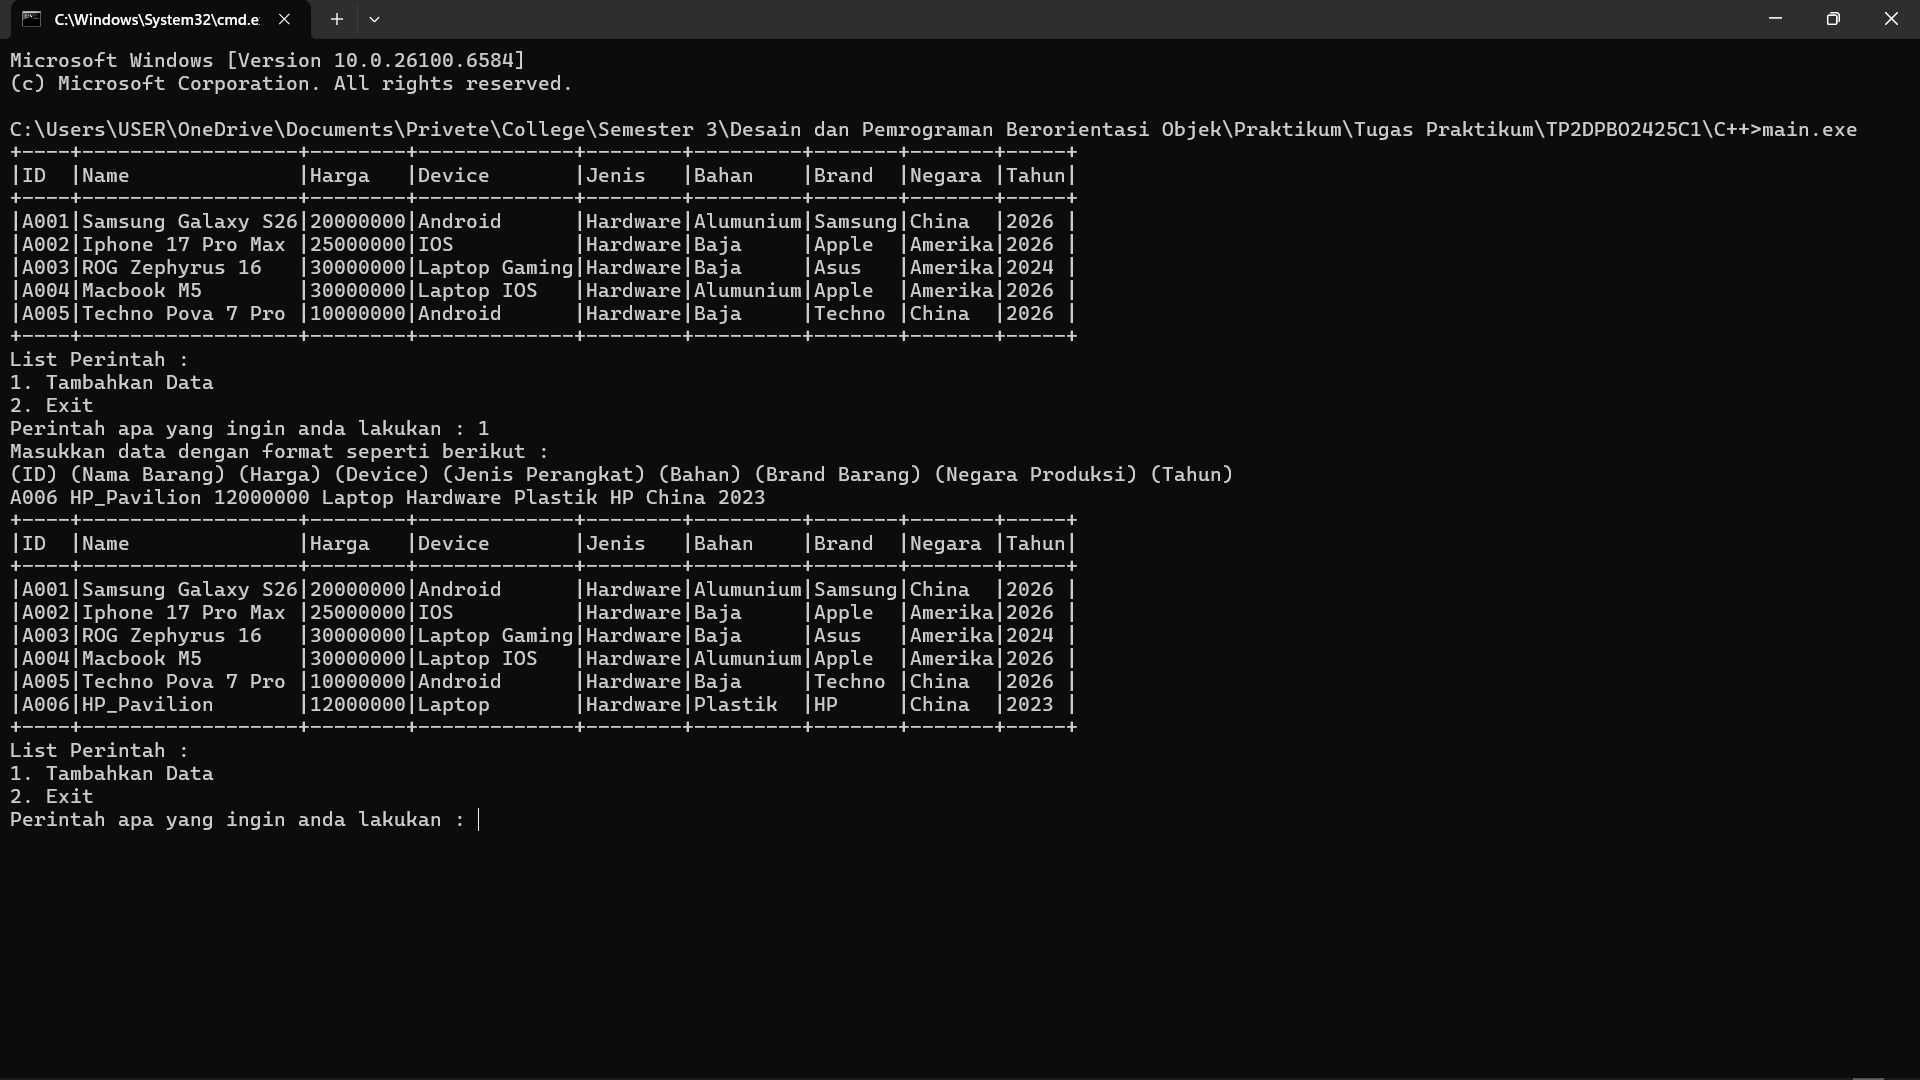 C:\Windows\System32\cmd.e
Microsoft Windows [Version 10.0.26100.6584]
(c) Microsoft Corporation. All rights reserved.
C:\Users\USER\OneDrive\Documents\Privete\College\Semester 3\Desain dan Pemrograman Berorientasi Objek\Praktikum\Tugas Praktikum\TP2DPBO2425C1\C++>main.exe
+----+------------------+--------+-------------+--------+---------+-------+-------+-----+
|ID  |Name              |Harga   |Device       |Jenis   |Bahan    |Brand  |Negara |Tahun|
+----+------------------+--------+-------------+--------+---------+-------+-------+-----+
|A001|Samsung Galaxy S26|20000000|Android      |Hardware|Alumunium|Samsung|China  |2026 |
|A002|Iphone 17 Pro Max |25000000|IOS          |Hardware|Baja     |Apple  |Amerika|2026 |
|A003|ROG Zephyrus 16   |30000000|Laptop Gaming|Hardware|Baja     |Asus   |Amerika|2024 |
|A004|Macbook M5        |30000000|Laptop IOS   |Hardware|Alumunium|Apple  |Amerika|2026 |
|A005|Techno Pova 7 Pro |10000000|Android      |Hardware|Baja     |Techno |China  |2026 |
+----+------------------+--------+-------------+--------+---------+-------+-------+-----+
List Perintah :
1. Tambahkan Data
2. Exit
Perintah apa yang ingin anda lakukan : 1
Masukkan data dengan format seperti berikut :
(ID) (Nama Barang) (Harga) (Device) (Jenis Perangkat) (Bahan) (Brand Barang) (Negara Produksi) (Tahun)
A006 HP_Pavilion 12000000 Laptop Hardware Plastik HP China 2023
+----+------------------+--------+-------------+--------+---------+-------+-------+-----+
|ID  |Name              |Harga   |Device       |Jenis   |Bahan    |Brand  |Negara |Tahun|
+----+------------------+--------+-------------+--------+---------+-------+-------+-----+
|A001|Samsung Galaxy S26|20000000|Android      |Hardware|Alumunium|Samsung|China  |2026 |
|A002|Iphone 17 Pro Max |25000000|IOS          |Hardware|Baja     |Apple  |Amerika|2026 |
|A003|ROG Zephyrus 16   |30000000|Laptop Gaming|Hardware|Baja     |Asus   |Amerika|2024 |
|A004|Macbook M5        |30000000|Laptop IOS   |Hardware|Alumunium|Apple  |Amerika|2026 |
|A005|Techno Pova 7 Pro |10000000|Android      |Hardware|Baja     |Techno |China  |2026 |
|A006|HP_Pavilion       |12000000|Laptop       |Hardware|Plastik  |HP     |China  |2023 |
+----+------------------+--------+-------------+--------+---------+-------+-------+-----+
List Perintah :
1. Tambahkan Data
2. Exit
Perintah apa yang ingin anda lakukan :